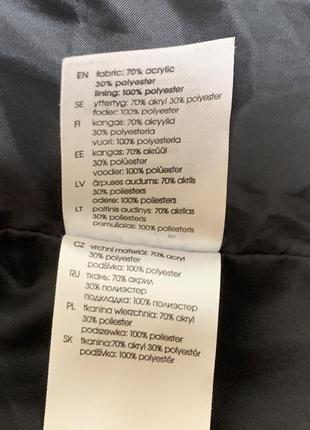 EN fabric: 70% acrylic
30% polyester
lining: 100% polyester
SE yttertyg: 70% akryl 30% polyester
foder: 100% polyester
FI kangas: 70% akryylia
30% polyesteria
vuori: 100% polyesteria
EE kangas: 70% akrüül
30% polüester
vooder: 100% polüester
LV ārpuses audums: 70% akrils
30% poliesters
odere: 100% poliesters
LT paltinis audinys: 70% akrilas
30% poliesteris
pamušalas: 100% poliesteris
CZ vrchní materiál: 70% acryl
30% polyester
podšívka: 100% polyester
RU ткань: 70% акрил
30% полиэстер
подкладка: 100% полиэстер
PL tkanina wierzchnia: 70% akryl
30% poliester
podszewka: 100% poliester
SK tkanina: 70% akryl 30% polyestér
podšívka: 100% polyestér